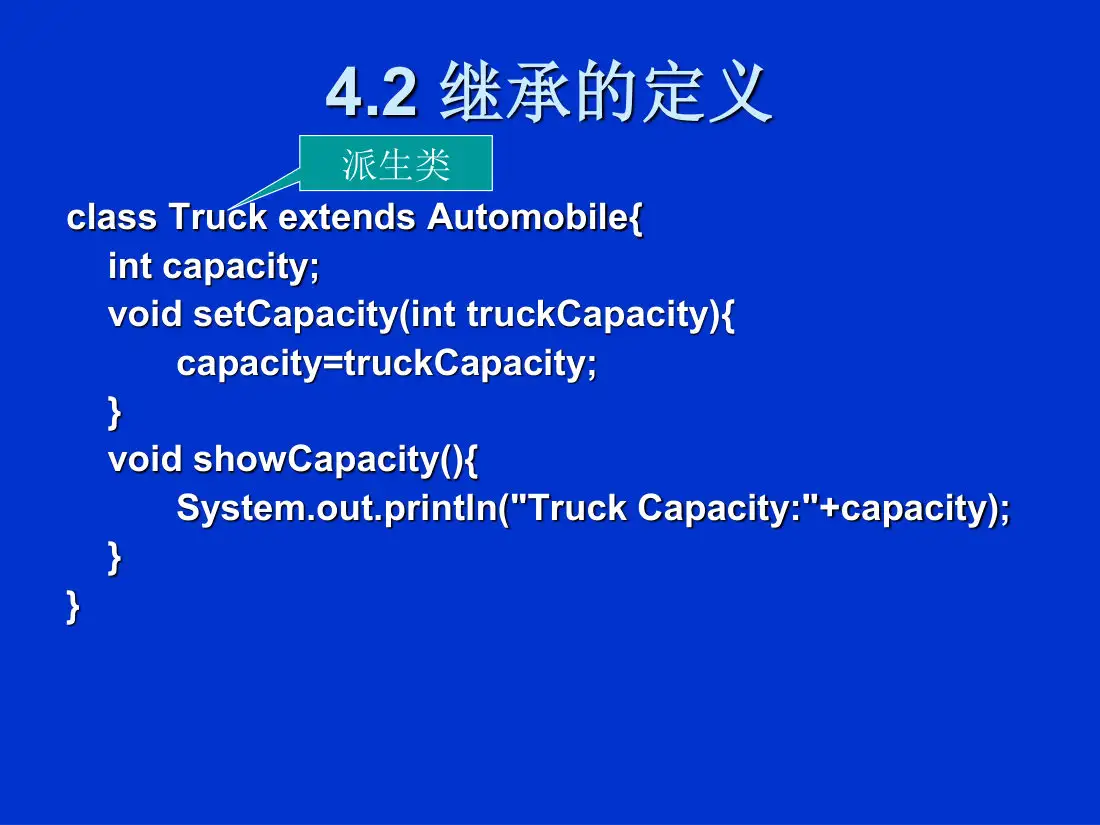 4.2 继承的定义
派生类
class Truck extends Automobile{
int capacity;
void setCapacity(int truckCapacity){
capacity=truckCapacity;
}
void showCapacity(){
System.out.println("Truck Capacity:"+capacity);
}
}